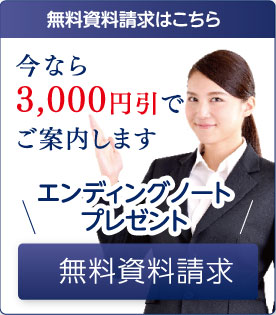 無料資料請求はこちら
今なら
3,000円引で
ご案内します
エンディングノート
プレゼント
無料資料請求